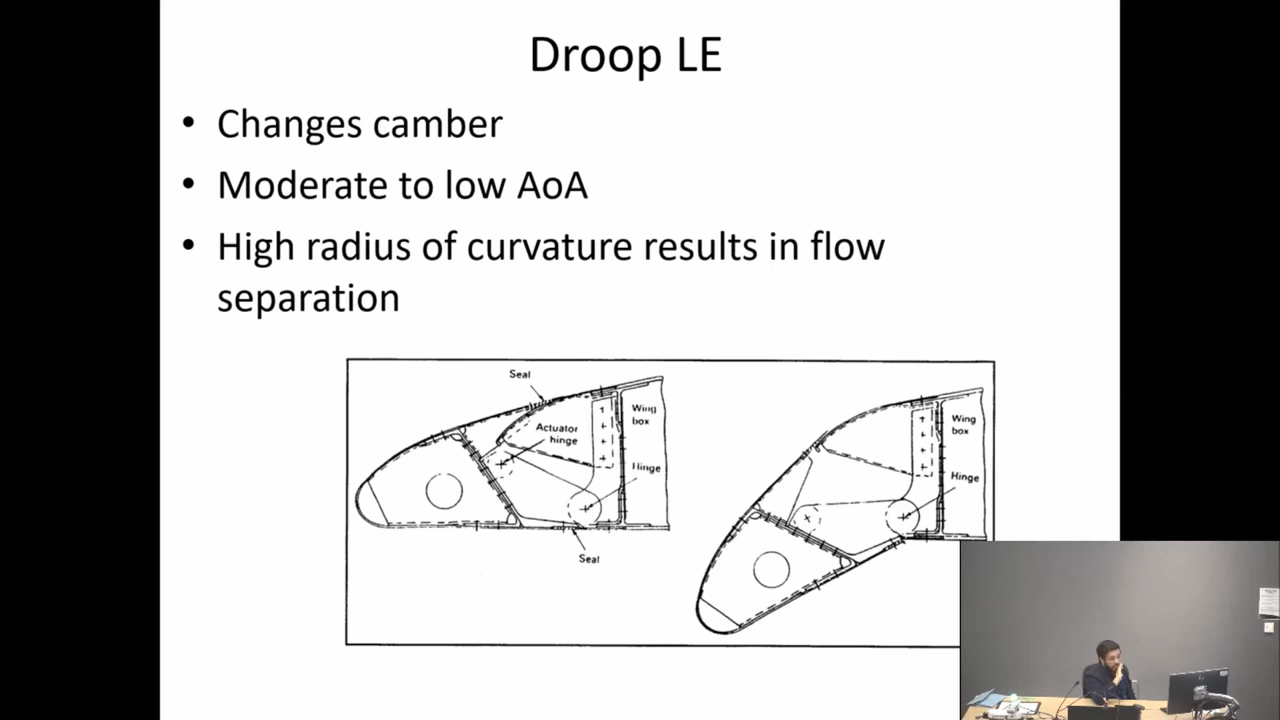 Droop LE
• Changes camber
• Moderate to low AoA
• High radius of curvature results in flow
separation
Seal
Actuator
hinge
Wing
box
Hinge
Seal
Wing
box
Hinge